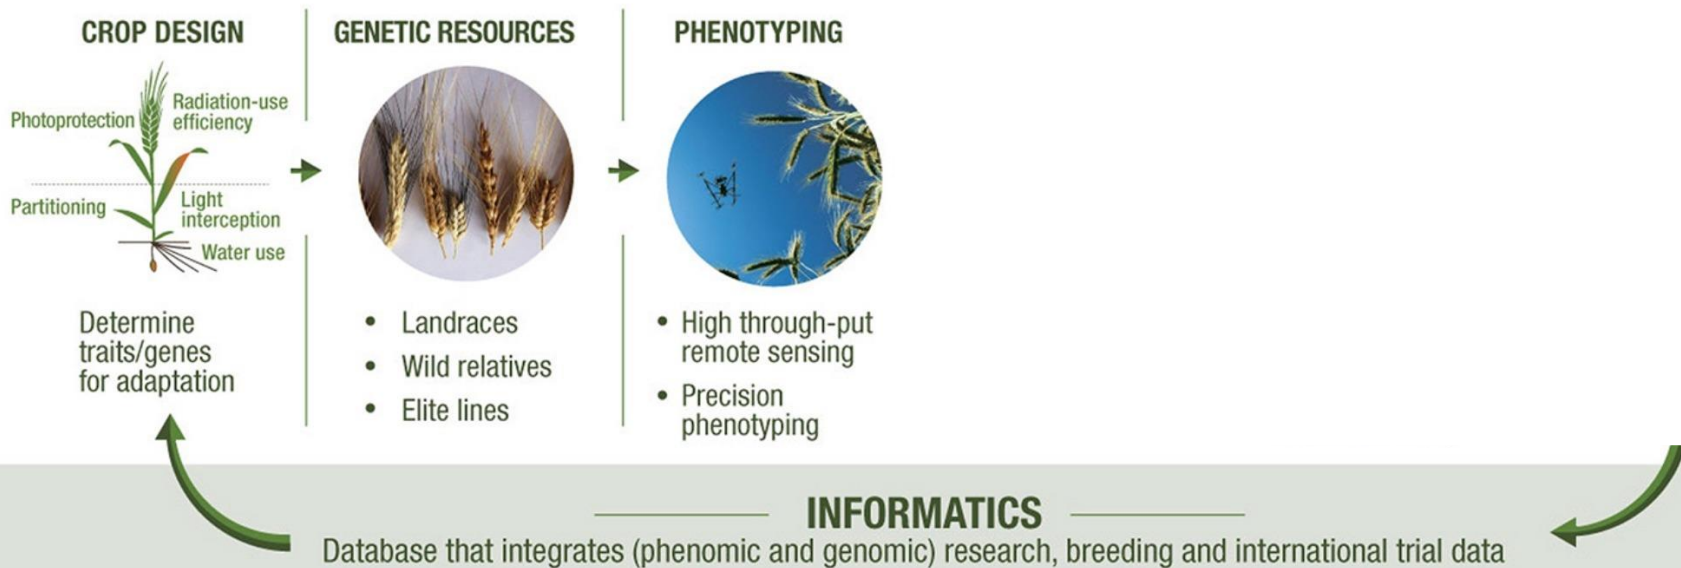 CROP DESIGN
Photoprotection
Radiation-use
efficiency
Partitioning
Light
interception
Water use
Determine
traits/genes
for adaptation
GENETIC RESOURCES
• Landraces
• Wild relatives
• Elite lines
PHENOTYPING
• High through-put
remote sensing
• Precision
phenotyping
INFORMATICS
Database that integrates (phenomic and genomic) research, breeding and international trial data